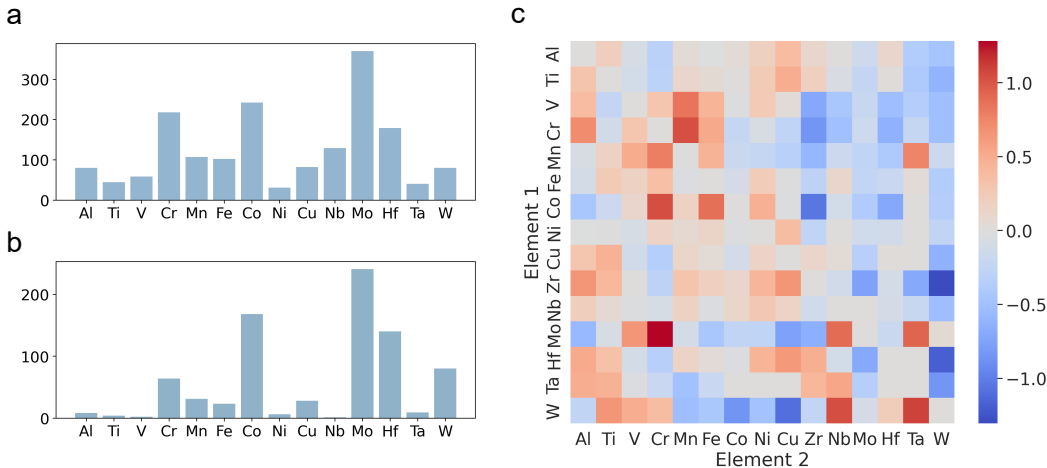 a
300
200
100
0
Al Ti V Cr Mn Fe Co Ni Cu Nb Mo Hf Ta W
b
200
100
0
Al Ti V Cr Mn Fe Co Ni Cu Nb Mo Hf Ta W
c
Element 1
Al
Ti
V
Cr
Mn
Fe
Co
Ni
Cu
Zr
Nb
Mo
Hf
Ta
W
Al Ti V Cr Mn Fe Co Ni Cu Zr Nb Mo Ta W
Element 2
1.0
0.5
0.0
−0.5
−1.0